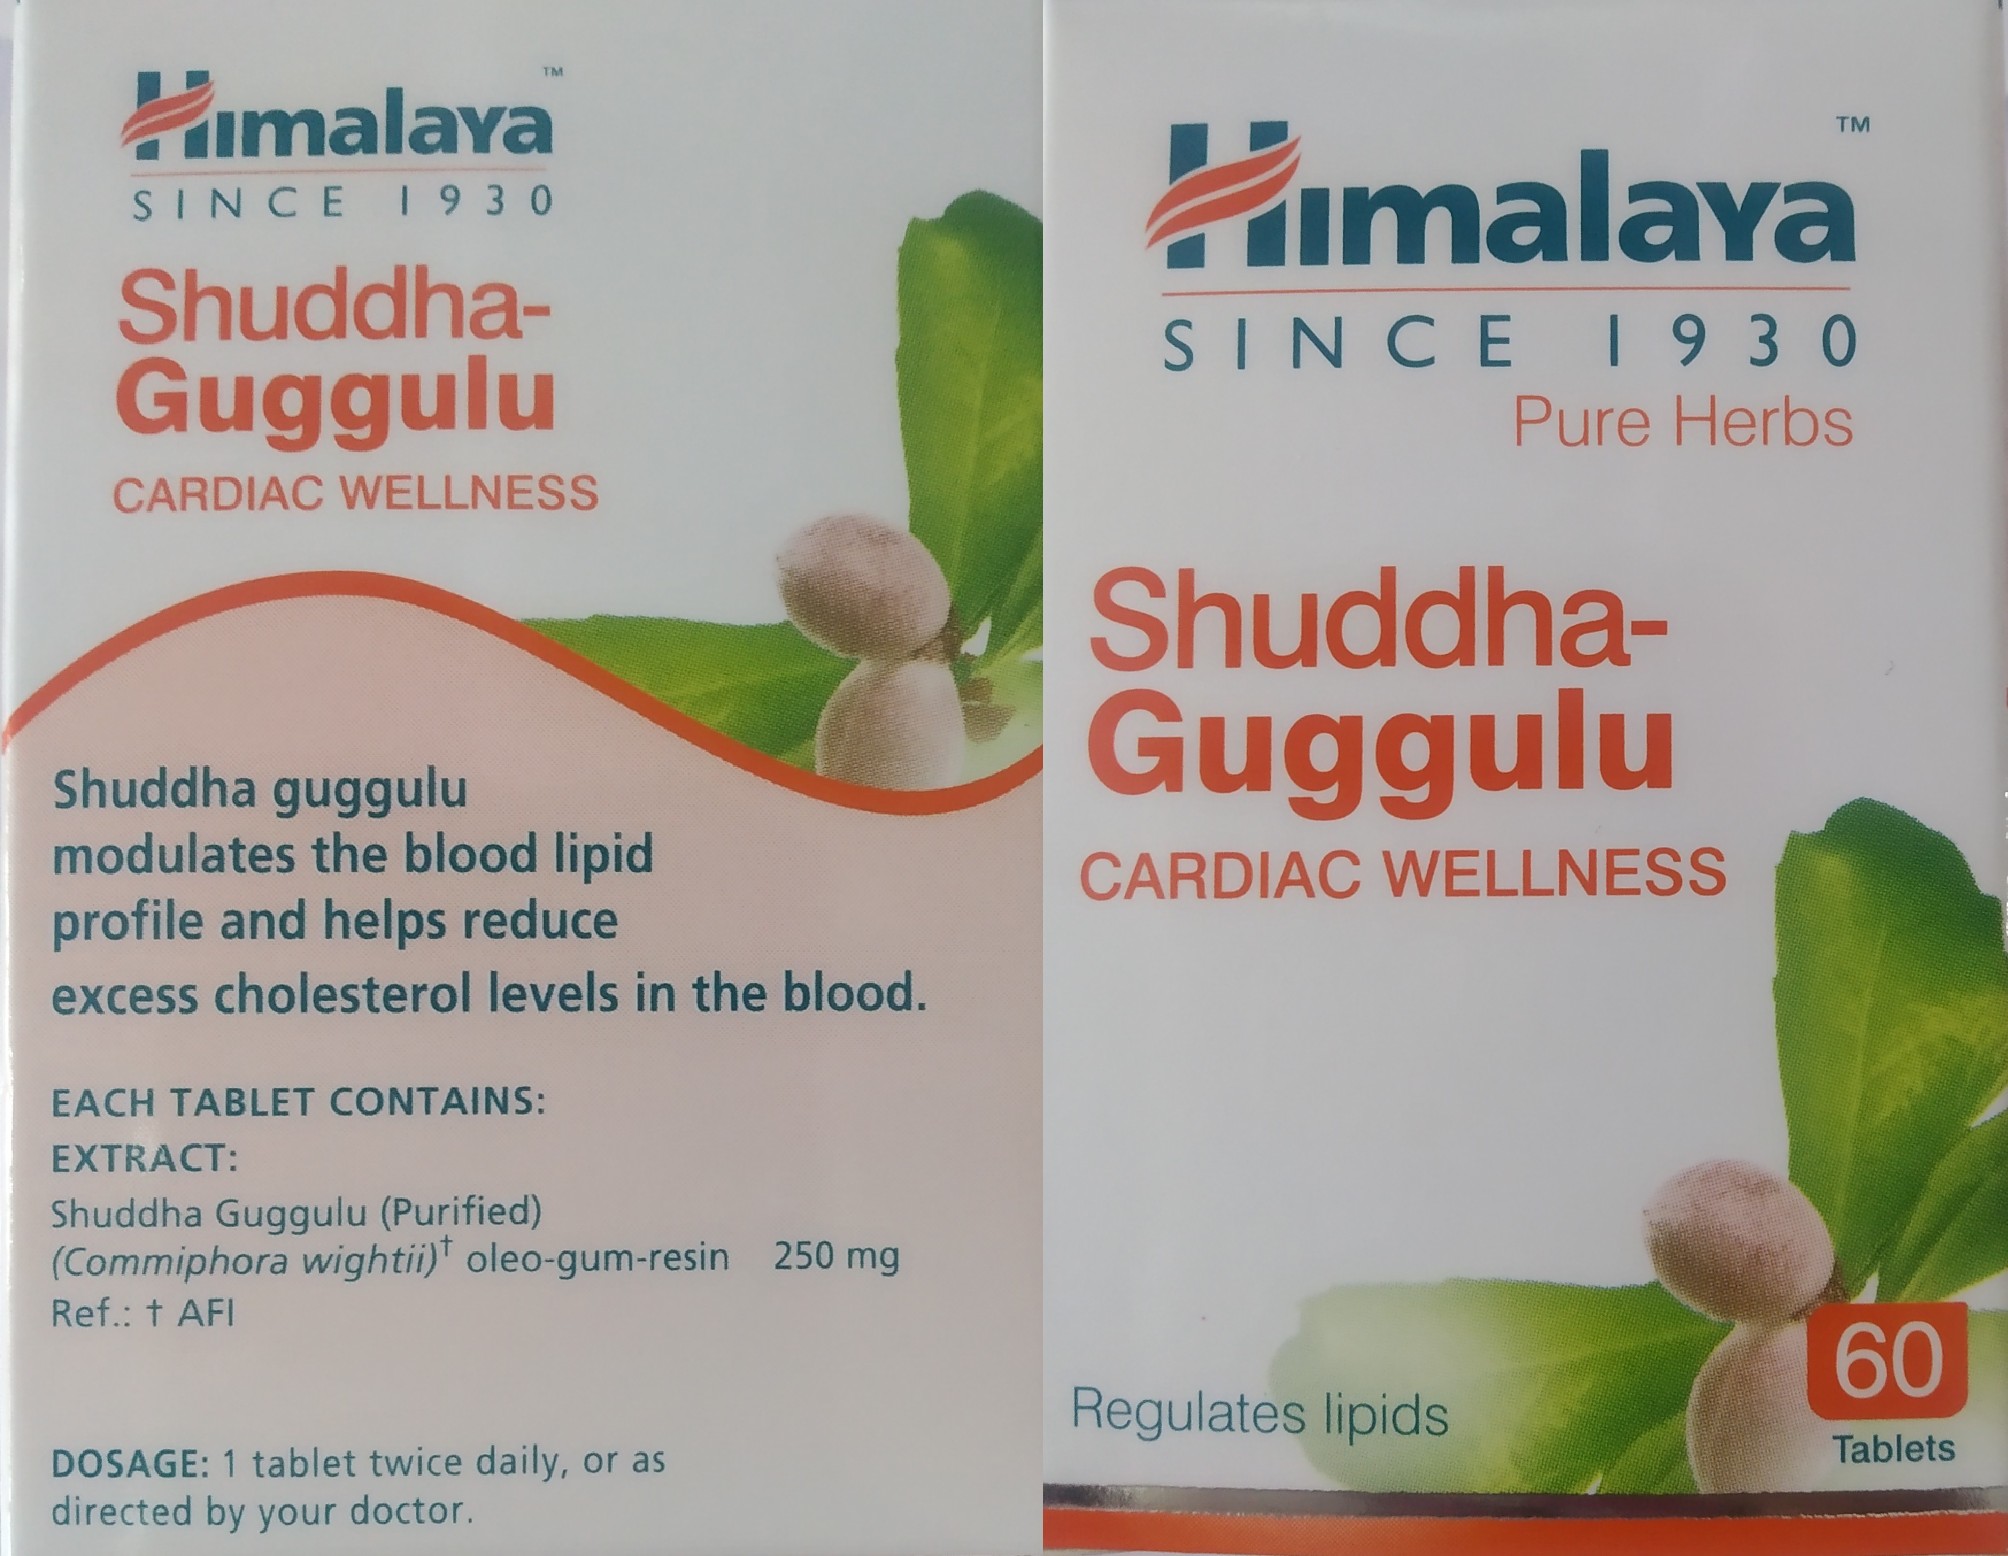 Himalaya™
SINCE 1930
Shuddha-
Guggulu
CARDIAC WELLNESS
Shuddha guggulu
modulates the blood lipid
profile and helps reduce
excess cholesterol levels in the blood.
EACH TABLET CONTAINS:
EXTRACT:
Shuddha Guggulu (Purified)
(Commiphora wightii)† oleo-gum-resin 250 mg
Ref.: † AFI
DOSAGE: 1 tablet twice daily, or as
directed by your doctor.
Himalaya™
SINCE 1930
Pure Herbs
Shuddha-
Guggulu
CARDIAC WELLNESS
Regulates lipids
60
Tablets